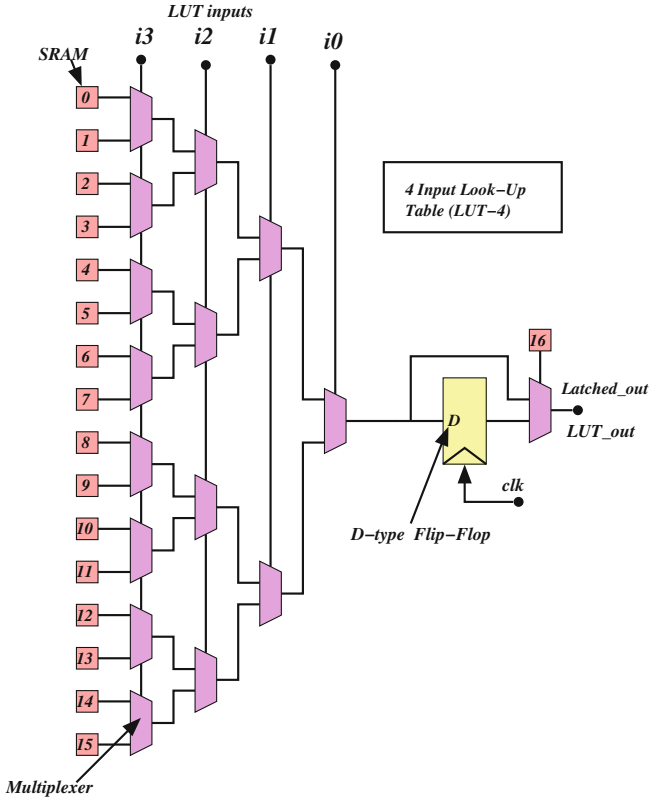 LUT inputs
i3 i2 i1 i0
SRAM
0
1
2
3
4
5
6
7
8
9
10
11
12
13
14
15
4 Input Look-Up
Table (LUT-4)
16
Latched_out
LUT_out
D
clk
D-type Flip-Flop
Multiplexer